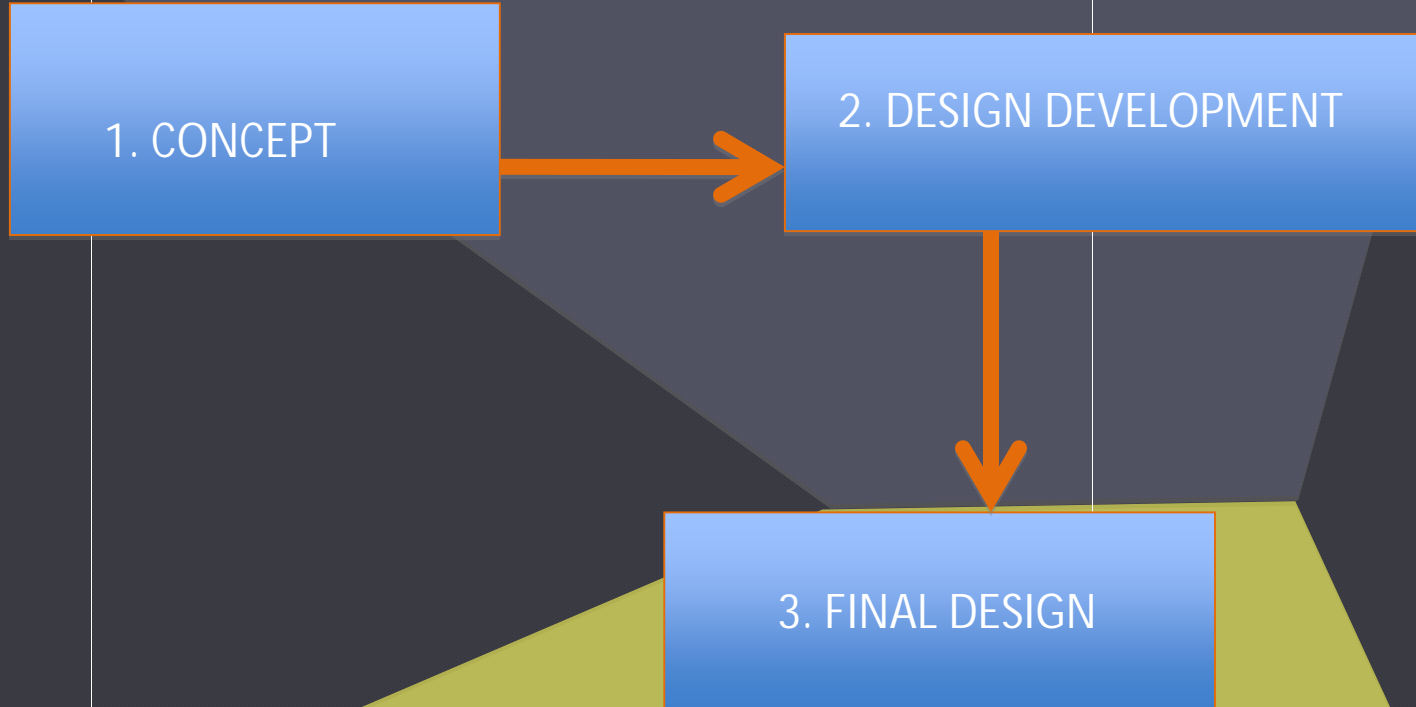 1. CONCEPT
2. DESIGN DEVELOPMENT
3. FINAL DESIGN